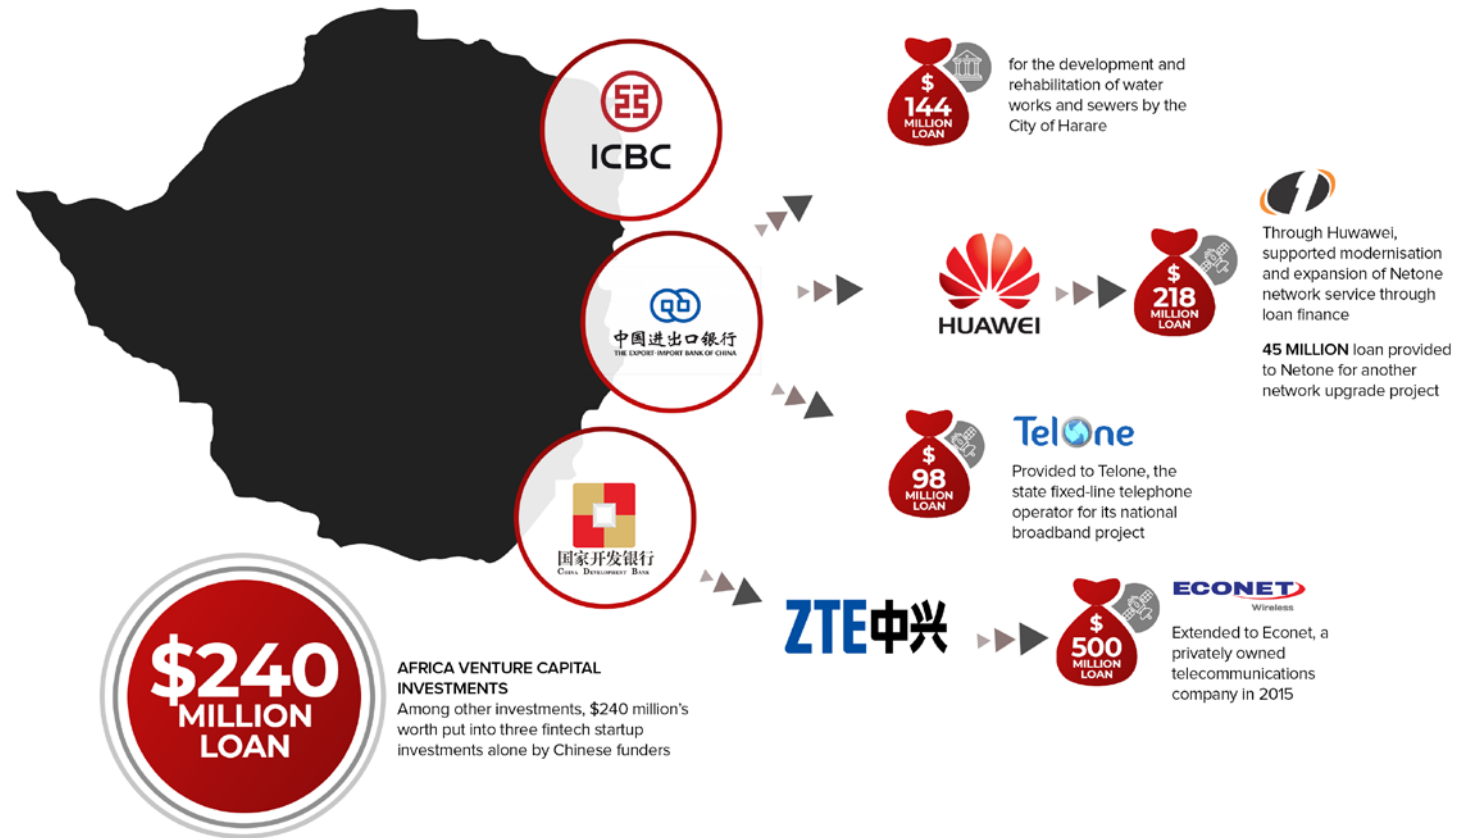 ICBC
中国进出口银行
THE EXPORT-IMPORT BANK OF CHINA
国家开发银行
China Development Bank
$
144
MILLION
LOAN
for the development and
rehabilitation of water
works and sewers by the
City of Harare
HUAWEI
$
218
MILLION
LOAN
1
Through Huwawei,
supported modernisation
and expansion of Netone
network service through
loan finance
45 MILLION loan provided
to Netone for another
network upgrade project
$
98
MILLION
LOAN
TelOne
Provided to Telone, the
state fixed-line telephone
operator for its national
broadband project
ZTE中兴
$
500
MILLION
LOAN
ECONET
Wireless
Extended to Econet, a
privately owned
telecommunications
company in 2015
$240
MILLION
LOAN
AFRICA VENTURE CAPITAL
INVESTMENTS
Among other investments, $240 million's
worth put into three fintech startup
investments alone by Chinese funders